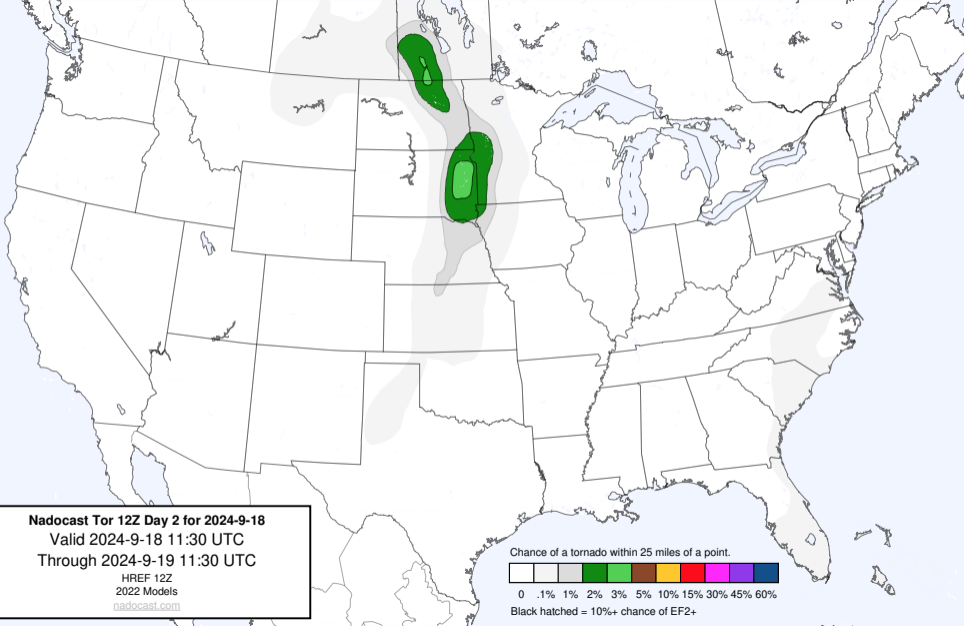 Nadocast Tor 12Z Day 2 for 2024-9-18
Valid 2024-9-18 11:30 UTC
Through 2024-9-19 11:30 UTC
HREF 12Z
2022 Models
nadocast.com
Chance of a tornado within 25 miles of a point.
0 .1% 1% 2% 3% 5% 10% 15% 30% 45% 60%
Black hatched = 10%+ chance of EF2+